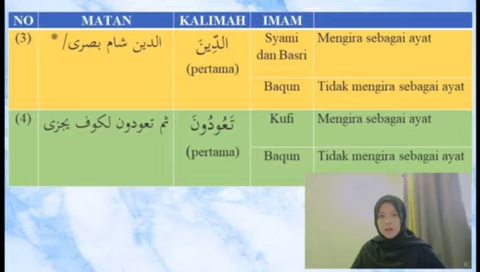 NO MATAN KALIMAH IMAM
(3) الدين شام بصرى/* الدِّينَ (pertama) Syami dan Basri Mengira sebagai ayat
Baqun Tidak mengira sebagai ayat
(4) ثم تعودون لكوف يجزى تَعُودُونَ (pertama) Kufi Mengira sebagai ayat
Baqun Tidak mengira sebagai ayat